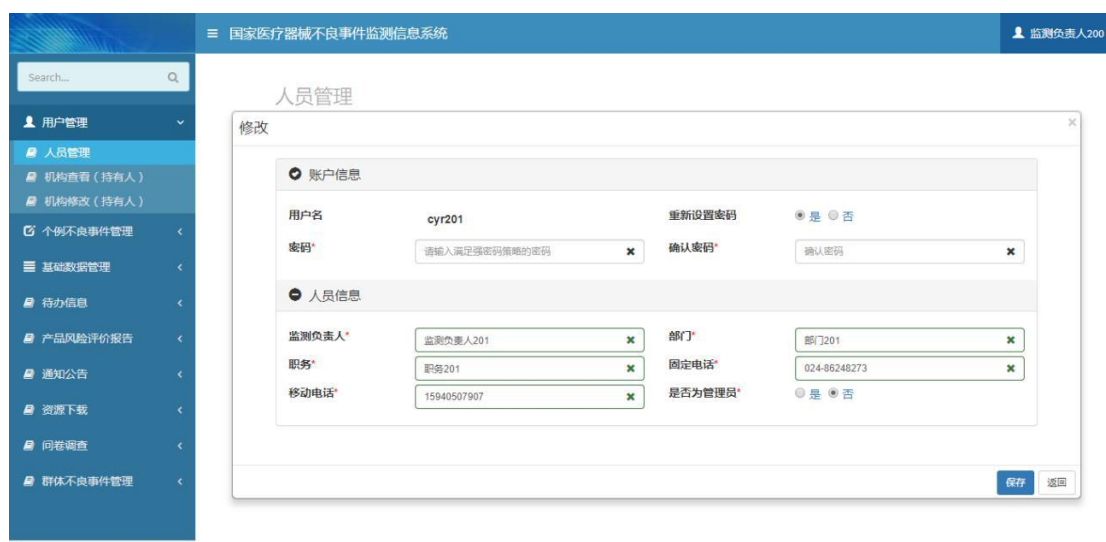 国家医疗器械不良事件监测信息系统
监测负责人200
Search...
用户管理
人员管理
机构查看（持有人）
机构修改（持有人）
个例不良事件管理
基础数据管理
待办信息
产品风险评价报告
通知公告
资源下载
问卷调查
群体不良事件管理
人员管理
修改
账户信息
用户名 cyr201 重新设置密码 是 否
密码* 请输入满足强密码策略的密码 确认密码* 确认密码
人员信息
监测负责人* 监测负责人201 部门* 部门201
职务* 职务201 固定电话* 024-86248273
移动电话* 15940507907 是否为管理员* 是 否
保存 返回